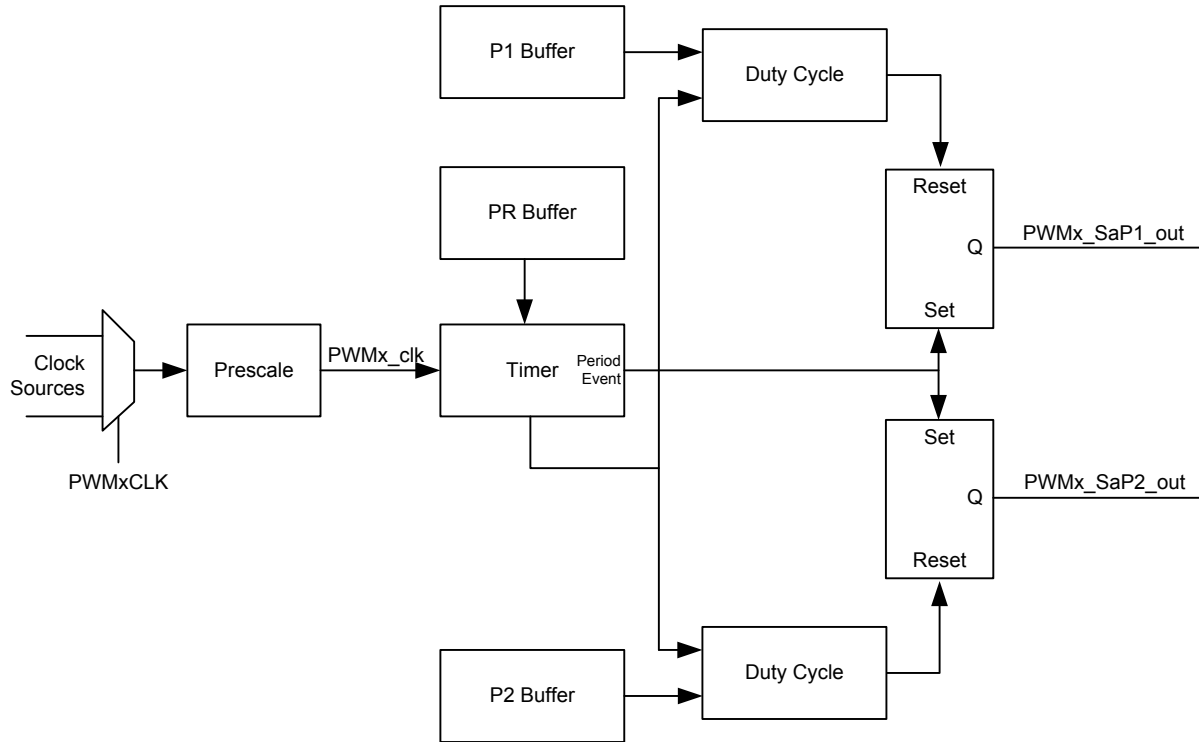 P1 Buffer
Duty Cycle
PR Buffer
Reset
Q
Set
PWMx_SaP1_out
Clock
Sources
PWMxCLK
Prescale
PWMx_clk
Timer
Period
Event
Set
Q
Reset
PWMx_SaP2_out
P2 Buffer
Duty Cycle